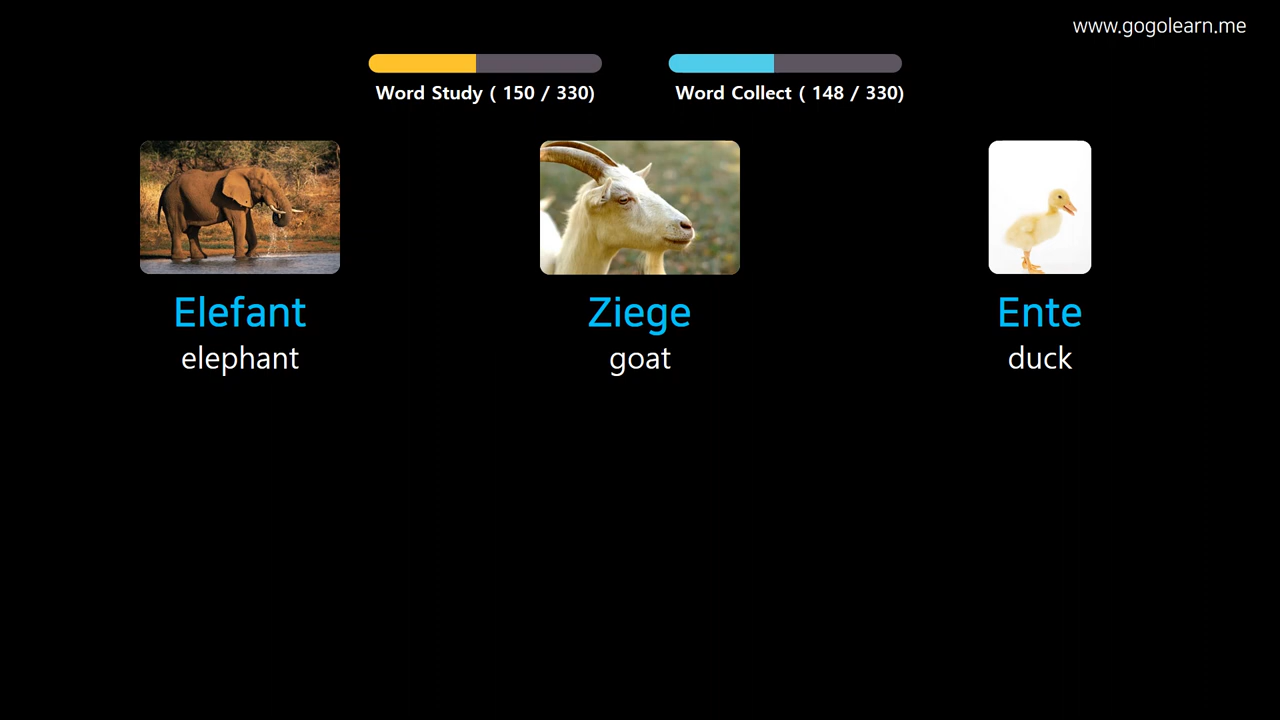 www.gogolearn.me
Word Study ( 150 / 330)
Word Collect ( 148 / 330)
Elefant
elephant
Ziege
goat
Ente
duck